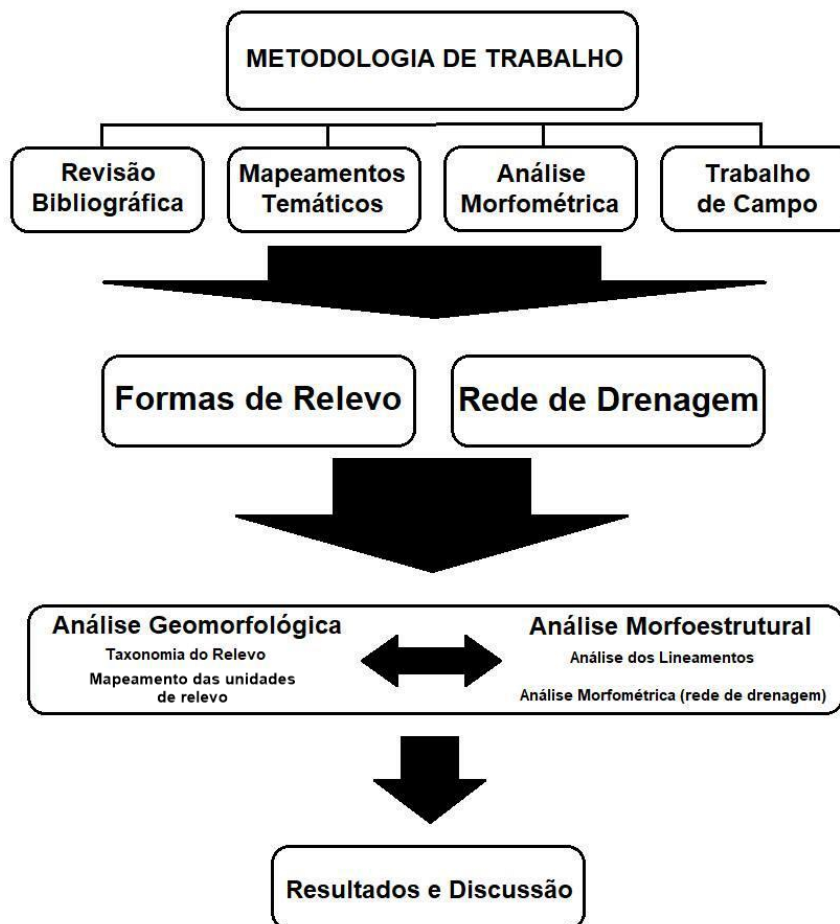 METODOLOGIA DE TRABALHO
Revisão
Bibliográfica
Mapeamentos
Temáticos
Análise
Morfométrica
Trabalho
de Campo
Formas de Relevo
Rede de Drenagem
Análise Geomorfológica
Taxonomia do Relevo
Mapeamento das unidades
de relevo
Análise Morfoestrutural
Análise dos Lineamentos
Análise Morfométrica (rede de drenagem)
Resultados e Discussão